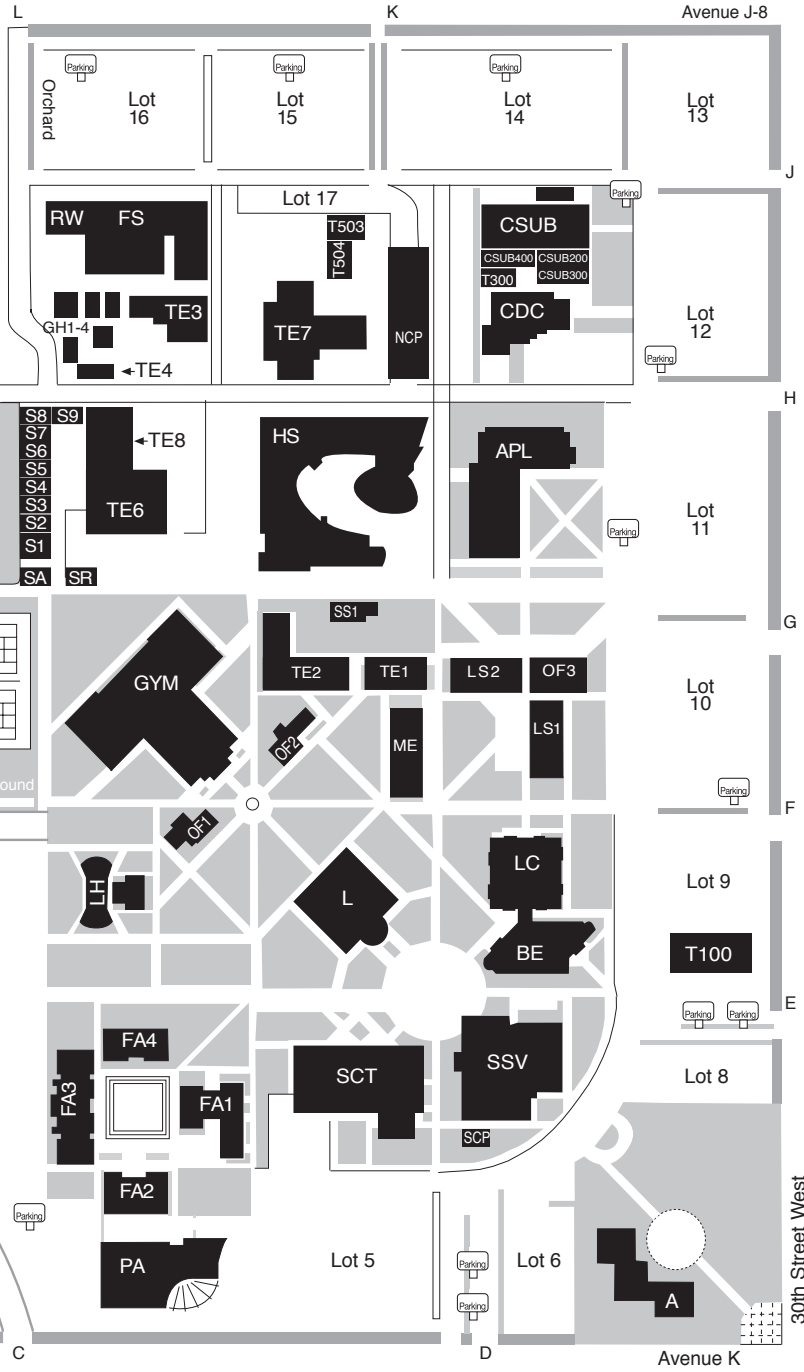 L
K
Avenue J-8
Parking
Parking
Parking
Orchard
Lot
16
Lot
15
Lot
14
Lot
13
J
Parking
Lot 17
RW
FS
T503
T504
CSUB
CSUB400
CSUB200
T300
CSUB300
TE3
CDC
GH1-4
TE7
NCP
Lot
12
Parking
TE4
H
S8
S9
S7
S6
S5
S4
S3
S2
S1
SA
SR
TE8
TE6
HS
APL
Lot
11
Parking
G
SS1
GYM
TE2
TE1
LS2
OF3
Lot
10
OF2
ME
LS1
ound
Parking
F
OF1
LH
L
LC
Lot 9
BE
T100
E
Parking
Parking
FA4
SCT
SSV
Lot 8
FA3
FA1
SCP
FA2
Parking
30th Street West
PA
Lot 5
Parking
Lot 6
Parking
A
C
D
Avenue K